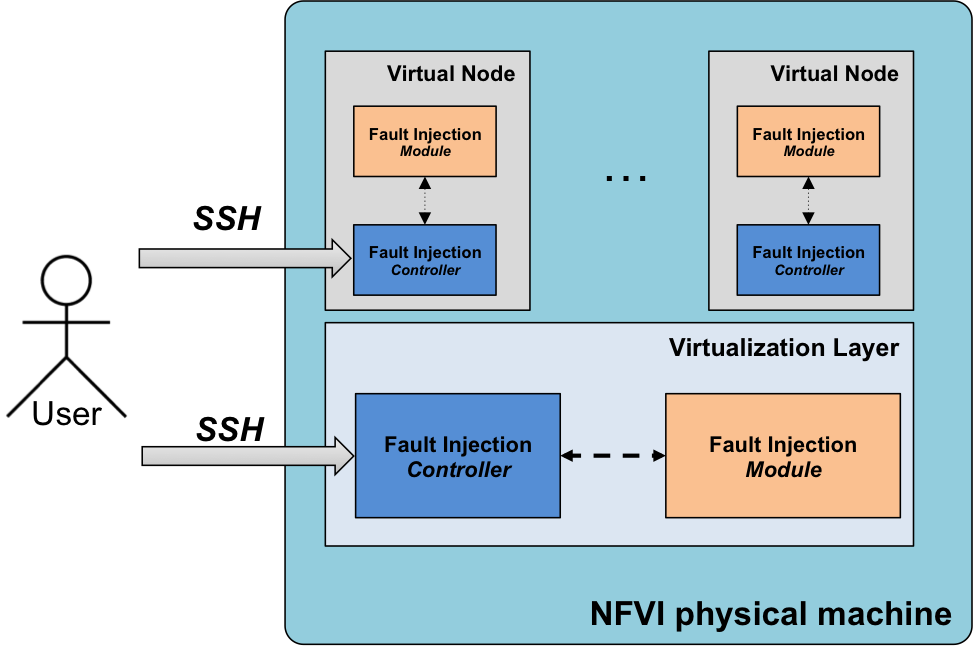 Virtual Node
Fault Injection
Module
Fault Injection
Controller
. . .
Virtual Node
Fault Injection
Module
Fault Injection
Controller
SSH
User
SSH
Virtualization Layer
Fault Injection
Controller
Fault Injection
Module
NFVI physical machine